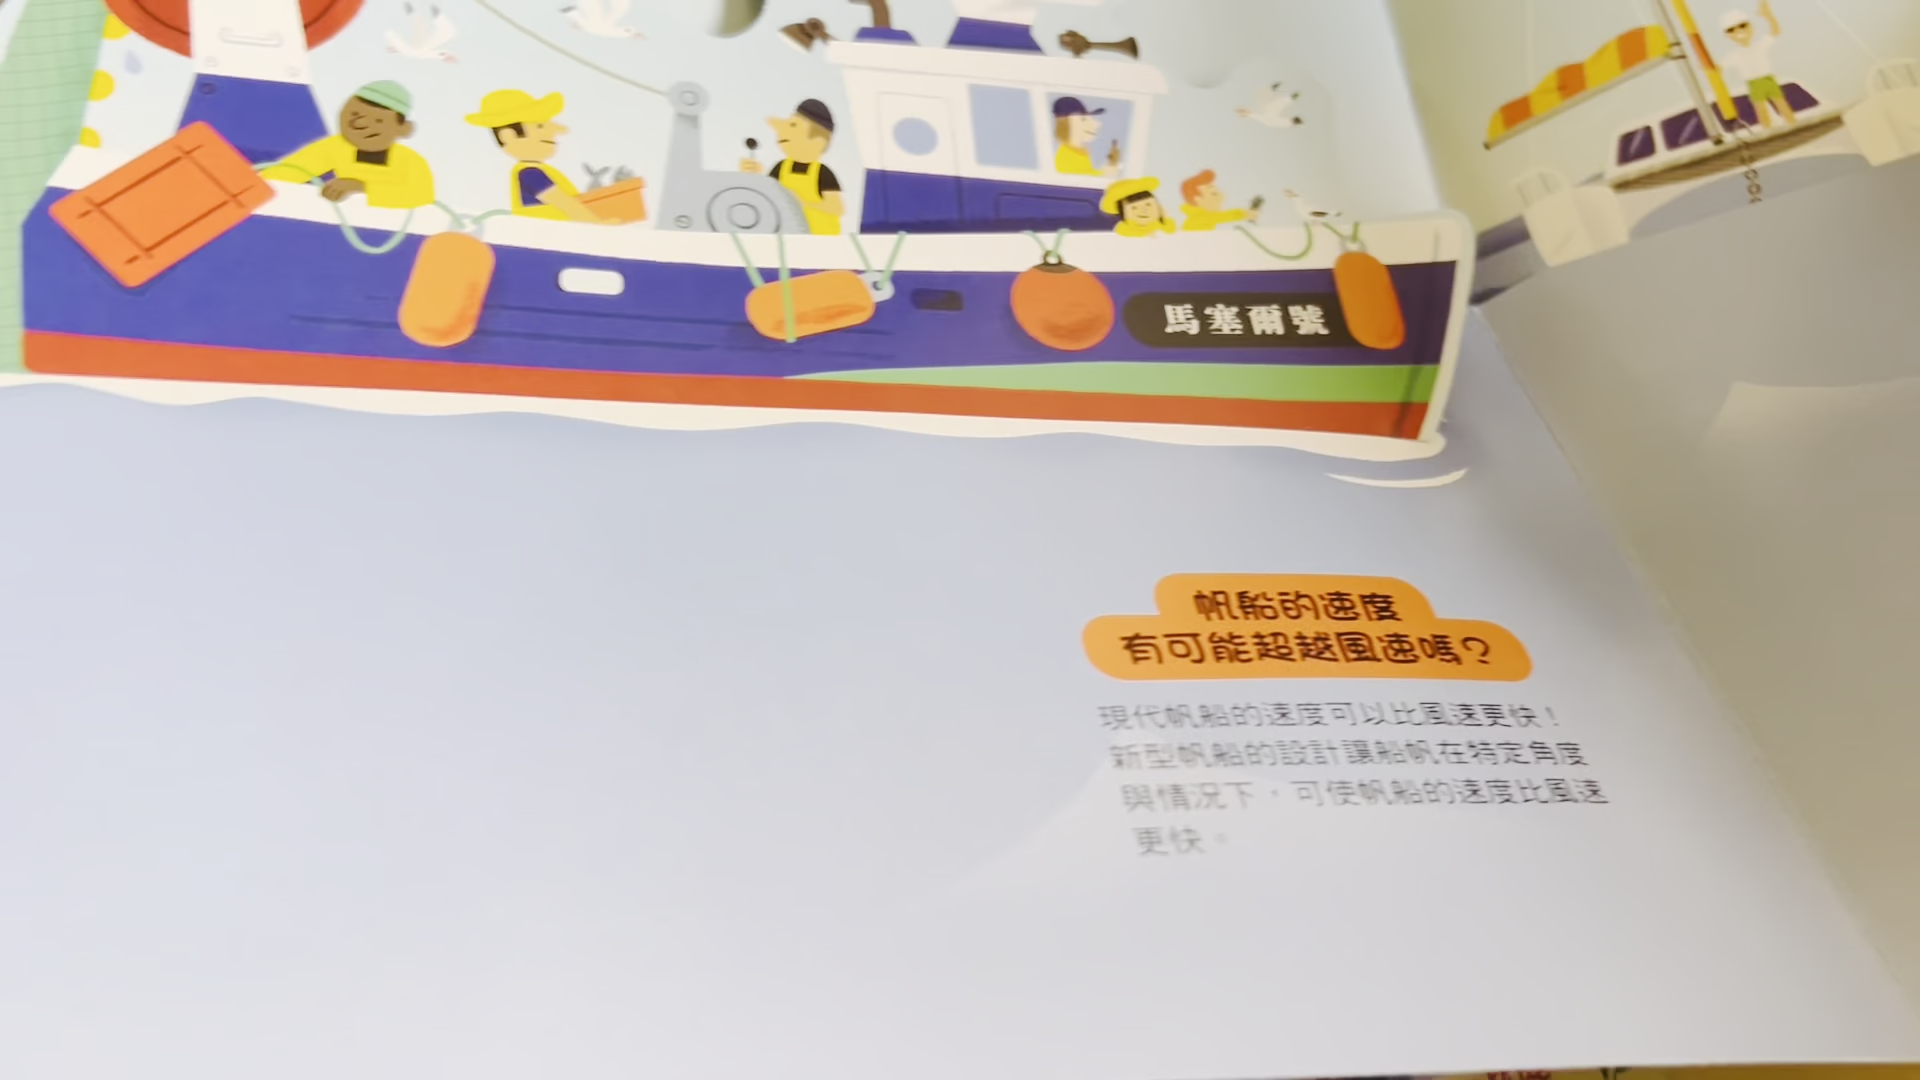 馬塞爾號
帆船的速度
有可能超越風速嗎？
現代帆船的速度可以比風速更快！
新型帆船的設計讓船帆在特定角度
與情況下，可使帆船的速度比風速
更快。